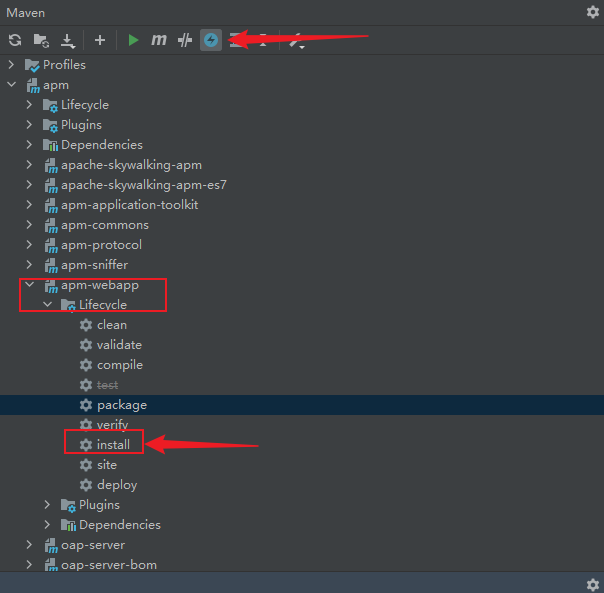 Maven
m
Profiles
apm
Lifecycle
Plugins
Dependencies
apache-skywalking-apm
apache-skywalking-apm-es7
apm-application-toolkit
apm-commons
apm-protocol
apm-sniffer
apm-webapp
Lifecycle
clean
validate
compile
test
package
verify
install
site
deploy
Plugins
Dependencies
oap-server
oap-server-bom